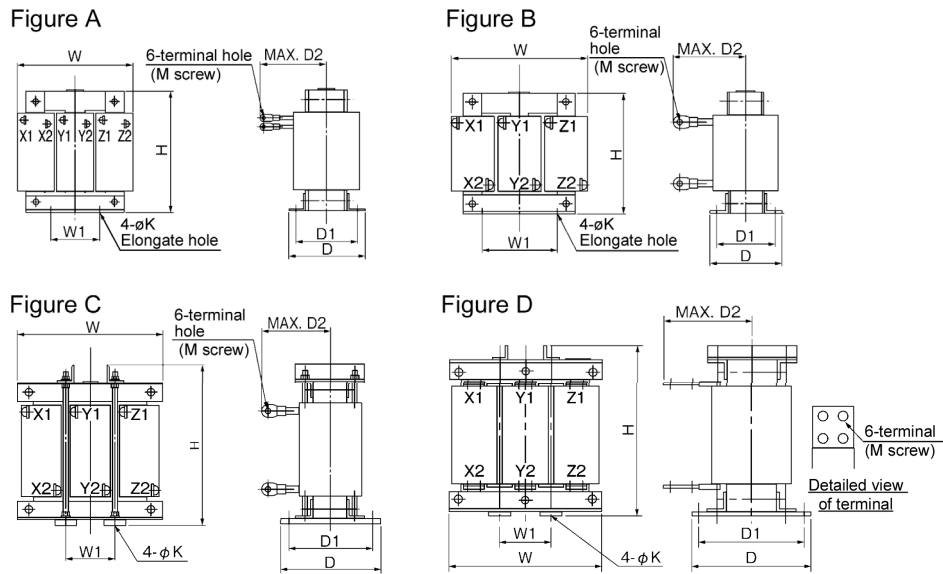 Figure A
W
6-terminal hole
(M screw)
MAX. D2
X1 X2 Y1 Y2 Z1 Z2
H
W1
4-øK
Elongate hole
D1
D
Figure B
W
6-terminal
hole
(M screw)
MAX. D2
X1 Y1 Z1
X2 Y2 Z2
H
W1
4-øK
Elongate hole
D1
D
Figure C
W
6-terminal
hole
(M screw)
MAX. D2
X1 Y1 Z1
X2 Y2 Z2
H
W1
4-ϕK
D1
D
Figure D
MAX. D2
X1 Y1 Z1
X2 Y2 Z2
H
W1
W
4-ϕK
D1
D
6-terminal
(M screw)
Detailed view
of terminal